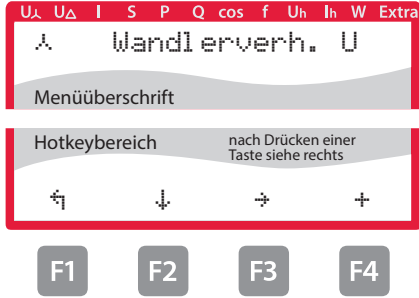 U⅄ U△ I S P Q cos f Uh Ih W Extra
⅄ Wandlerverh. U
Menüüberschrift
Hotkeybereich
nach Drücken einer
Taste siehe rechts
↰ ↓ → +
F1 F2 F3 F4